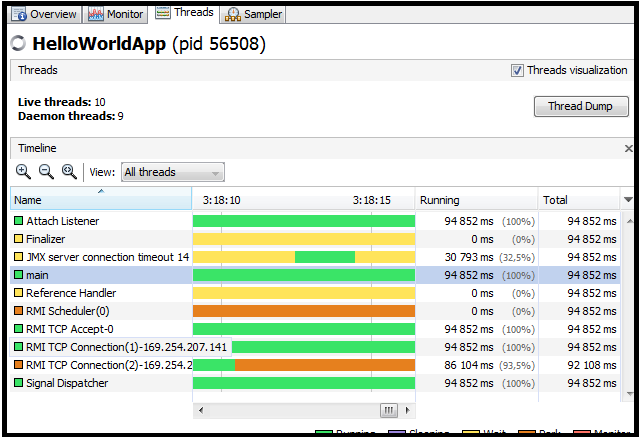 Overview Monitor Threads Sampler
HelloWorldApp (pid 56508)
Threads Threads visualization
Live threads: 10
Daemon threads: 9
Thread Dump
Timeline
View: All threads
Name 3:18:10 3:18:15 Running Total
Attach Listener 94 852 ms (100%) 94 852 ms
Finalizer 0 ms (0%) 94 852 ms
JMX server connection timeout 14 30 793 ms (32,5%) 94 852 ms
main 94 852 ms (100%) 94 852 ms
Reference Handler 0 ms (0%) 94 852 ms
RMI Scheduler(0) 0 ms (0%) 94 852 ms
RMI TCP Accept-0 94 852 ms (100%) 94 852 ms
RMI TCP Connection(1)-169.254.207.141 94 852 ms (100%) 94 852 ms
RMI TCP Connection(2)-169.254.2 86 104 ms (93,5%) 92 108 ms
Signal Dispatcher 94 852 ms (100%) 94 852 ms
Running Sleeping Wait Park Monitor